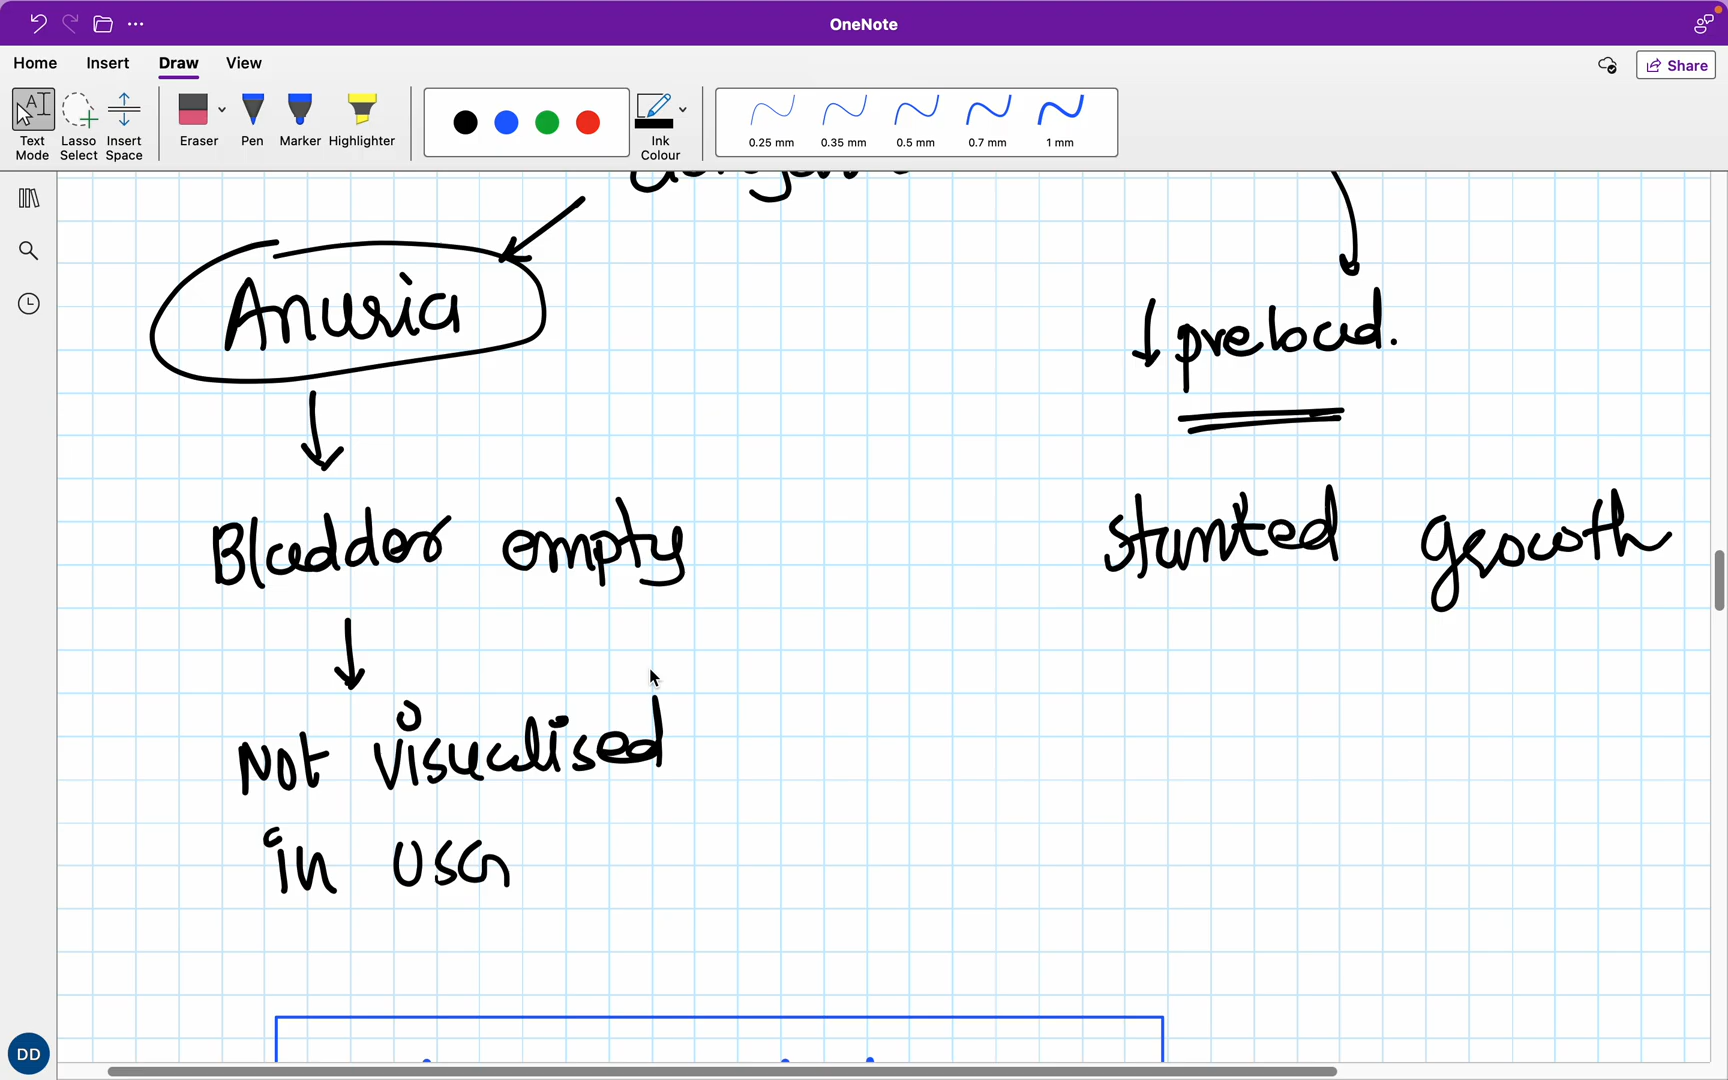 OneNote
Home Insert Draw View
Share
Text Mode
Lasso Select
Insert Space
Eraser
Pen
Marker
Highlighter
Ink Colour
0.25 mm
0.35 mm
0.5 mm
0.7 mm
1 mm
Anuria
↓ preload.
Bladder empty
stunted growth
Not visualised
in USG
DD